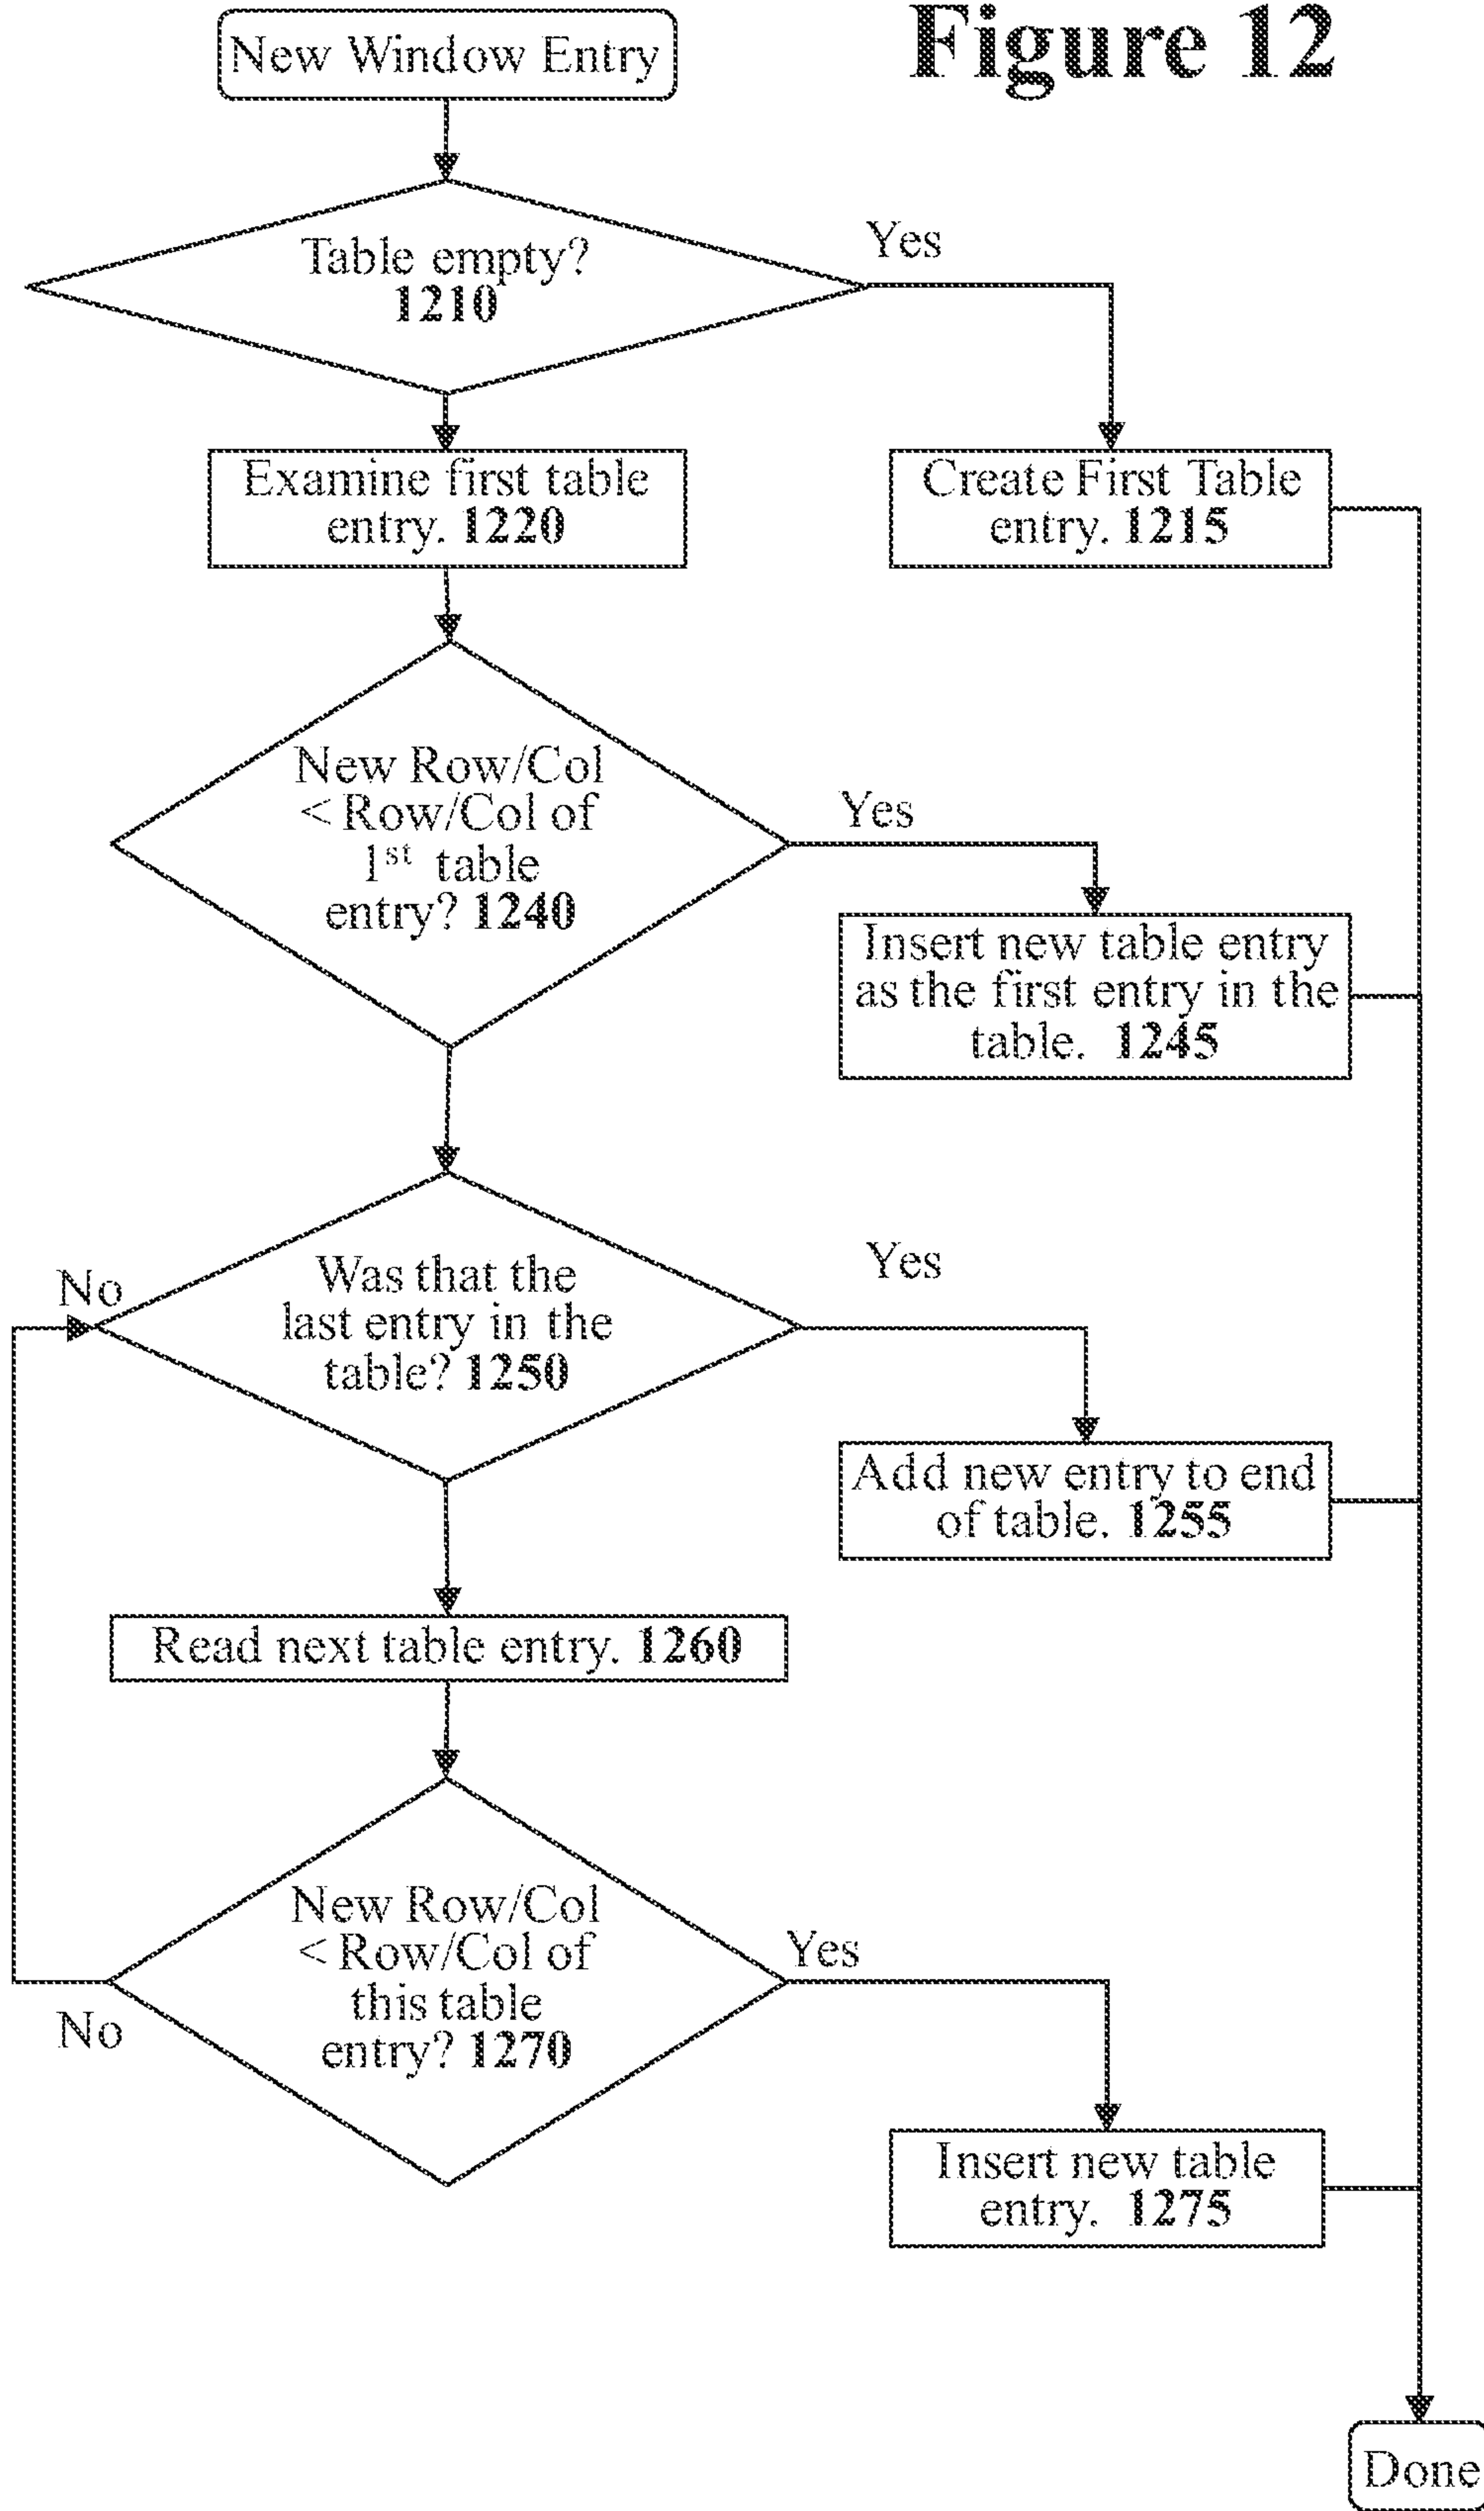 Figure 12
New Window Entry
Table empty?
1210
Yes
Examine first table
entry. 1220
Create First Table
entry. 1215
New Row/Col
< Row/Col of
1st table
entry? 1240
Yes
Insert new table entry
as the first entry in the
table. 1245
Was that the
last entry in the
table? 1250
No
Yes
Add new entry to end
of table. 1255
Read next table entry. 1260
New Row/Col
< Row/Col of
this table
entry? 1270
Yes
No
Insert new table
entry. 1275
Done